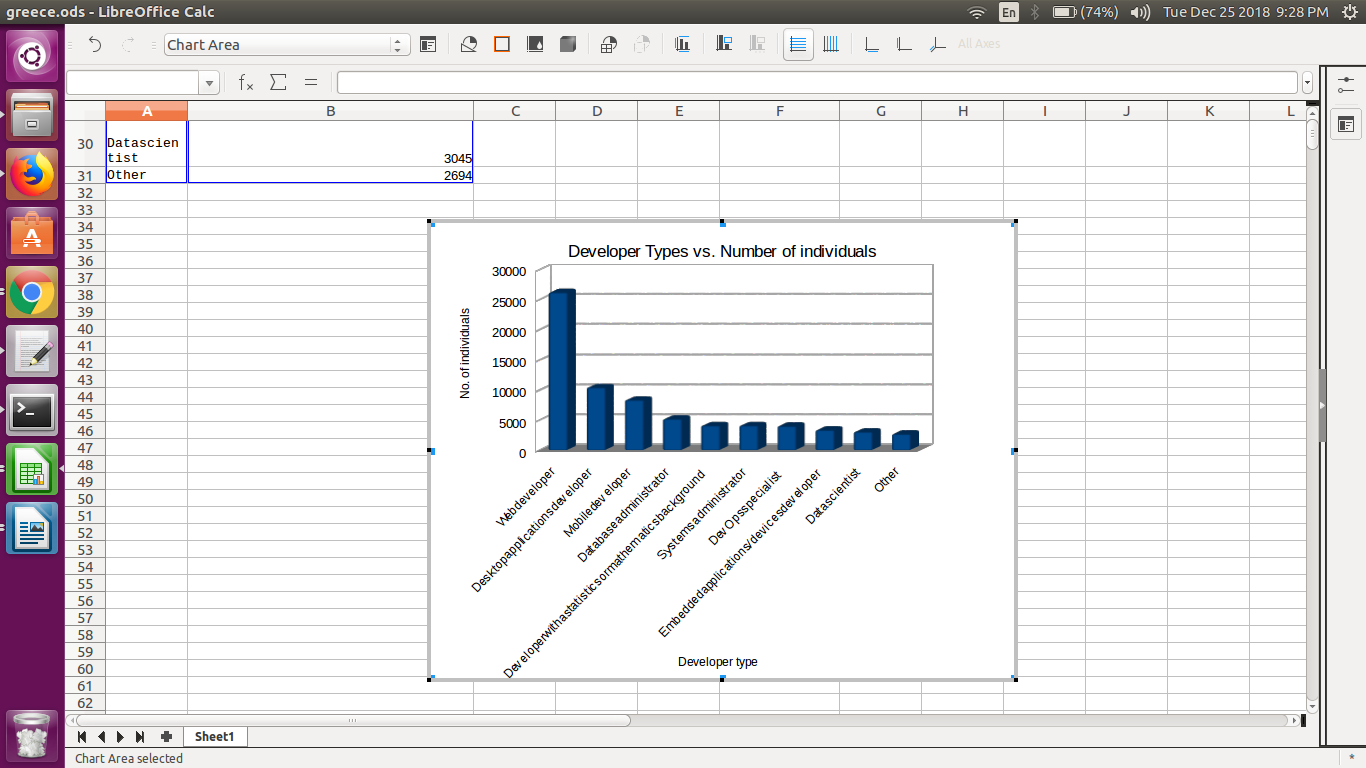 greece.ods - LibreOffice Calc
En
(74%)
Tue Dec 25 2018 9:28 PM
Chart Area
All Axes
A B C D E F G H I J K L
30 Datascien
tist 3045
31 Other 2694
32
33
34
35
36
37
38
39
40
41
42
43
44
45
46
47
48
49
50
51
52
53
54
55
56
57
58
59
60
61
62
Developer Types vs. Number of individuals
No. of individuals
30000
25000
20000
15000
10000
5000
0
Webdeveloper
Desktopapplicationsdeveloper
Mobiledeveloper
Databaseadministrator
Developerwithastatisticsormathematicsbackground
Systemsadministrator
DevOpsspecialist
Embeddedapplications/devicesdeveloper
Datascientist
Other
Developer type
Sheet1
Chart Area selected
*